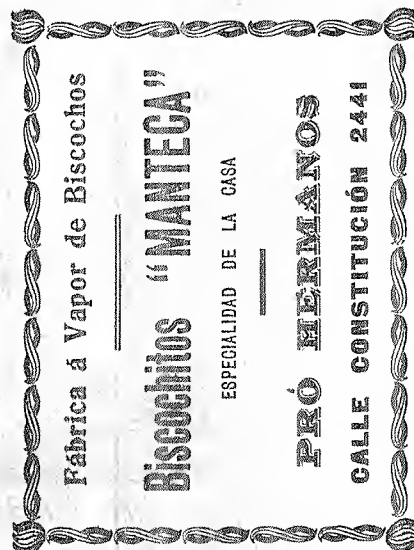 Fábrica á Vapor de Biscochos
Biscochitos “MANTECA”
ESPECIALIDAD DE LA CASA
PRÓ HERMANOS
CALLE CONSTITUCIÓN 2441